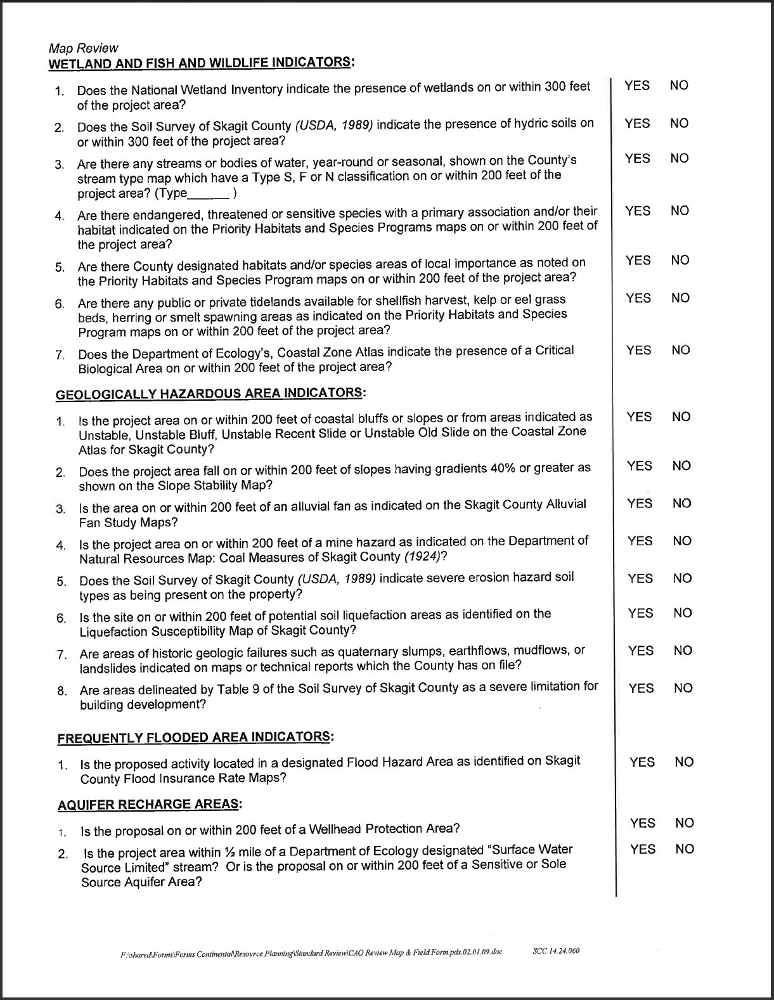 Map Review
WETLAND AND FISH AND WILDLIFE INDICATORS:
1. Does the National Wetland Inventory indicate the presence of wetlands on or within 300 feet YES NO
of the project area?
2. Does the Soil Survey of Skagit County (USDA, 1989) indicate the presence of hydric soils on YES NO
or within 300 feet of the project area?
3. Are there any streams or bodies of water, year-round or seasonal, shown on the County's YES NO
stream type map which have a Type S, F or N classification on or within 200 feet of the
project area? (Type______ )
4. Are there endangered, threatened or sensitive species with a primary association and/or their YES NO
habitat indicated on the Priority Habitats and Species Programs maps on or within 200 feet of
the project area?
5. Are there County designated habitats and/or species areas of local importance as noted on YES NO
the Priority Habitats and Species Program maps on or within 200 feet of the project area?
6. Are there any public or private tidelands available for shellfish harvest, kelp or eel grass YES NO
beds, herring or smelt spawning areas as indicated on the Priority Habitats and Species
Program maps on or within 200 feet of the project area?
7. Does the Department of Ecology's, Coastal Zone Atlas indicate the presence of a Critical YES NO
Biological Area on or within 200 feet of the project area?
GEOLOGICALLY HAZARDOUS AREA INDICATORS:
1. Is the project area on or within 200 feet of coastal bluffs or slopes or from areas indicated as YES NO
Unstable, Unstable Bluff, Unstable Recent Slide or Unstable Old Slide on the Coastal Zone
Atlas for Skagit County?
2. Does the project area fall on or within 200 feet of slopes having gradients 40% or greater as YES NO
shown on the Slope Stability Map?
3. Is the area on or within 200 feet of an alluvial fan as indicated on the Skagit County Alluvial YES NO
Fan Study Maps?
4. Is the project area on or within 200 feet of a mine hazard as indicated on the Department of YES NO
Natural Resources Map: Coal Measures of Skagit County (1924)?
5. Does the Soil Survey of Skagit County (USDA, 1989) indicate severe erosion hazard soil YES NO
types as being present on the property?
6. Is the site on or within 200 feet of potential soil liquefaction areas as identified on the YES NO
Liquefaction Susceptibility Map of Skagit County?
7. Are areas of historic geologic failures such as quaternary slumps, earthflows, mudflows, or YES NO
landslides indicated on maps or technical reports which the County has on file?
8. Are areas delineated by Table 9 of the Soil Survey of Skagit County as a severe limitation for YES NO
building development?
FREQUENTLY FLOODED AREA INDICATORS:
1. Is the proposed activity located in a designated Flood Hazard Area as identified on Skagit YES NO
County Flood Insurance Rate Maps?
AQUIFER RECHARGE AREAS:
1. Is the proposal on or within 200 feet of a Wellhead Protection Area? YES NO
2. Is the project area within ½ mile of a Department of Ecology designated "Surface Water YES NO
Source Limited" stream? Or is the proposal on or within 200 feet of a Sensitive or Sole
Source Aquifer Area?
F:\shared\Forms\Forms Continental\Resource Planning\Standard Review\CAO Review Map & Field Form.pds.02.01.09.doc SCC 14.24.060